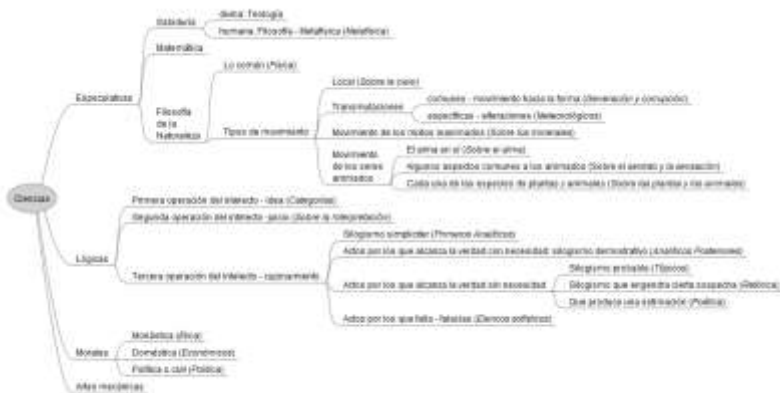 Ciencias
Especulativas
Sabiduría
divina: Teología
humana: Filosofía - Metafísica (Metafísica)
Matemática
Filosofía
de la
Naturaleza
Lo común (Física)
Tipos de movimiento
Local (Sobre el cielo)
Transmutaciones
comunes - movimiento hacia la forma (Generación y corrupción)
específicas - alteraciones (Meteorológicos)
Movimiento de los mixtos inanimados (Sobre los minerales)
Movimiento
de los seres
animados
El alma en sí (Sobre el alma)
Algunos aspectos comunes a los animados (Sobre el sentido y la sensación)
Cada una de las especies de plantas y animales (Sobre las plantas y los animales)
Lógicas
Primera operación del intelecto - idea (Categorías)
Segunda operación del intelecto - juicio (Sobre la interpretación)
Tercera operación del intelecto - razonamiento
Silogismo simpliciter (Primeros Analíticos)
Actos por los que alcanza la verdad con necesidad: silogismo demostrativo (Analíticos Posteriores)
Actos por los que alcanza la verdad sin necesidad
Silogismo probable (Tópicos)
Silogismo que engendra cierta sospecha (Retórica)
Que produce una estimación (Poética)
Actos por los que falla - falacias (Elencos sofísticos)
Morales
Monástica (Ética)
Doméstica (Económicos)
Política o civil (Política)
Artes mecánicas